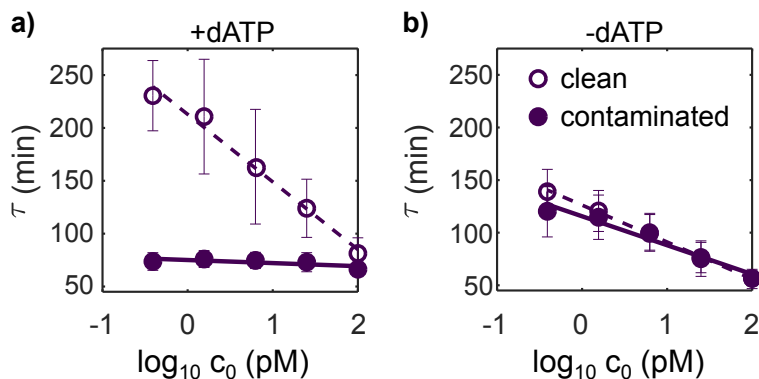 a) +dATP
250
200
150
100
50
τ (min)
-1 0 1 2
log₁₀ c₀ (pM)
b) -dATP
clean
contaminated
250
200
150
100
50
τ (min)
-1 0 1 2
log₁₀ c₀ (pM)